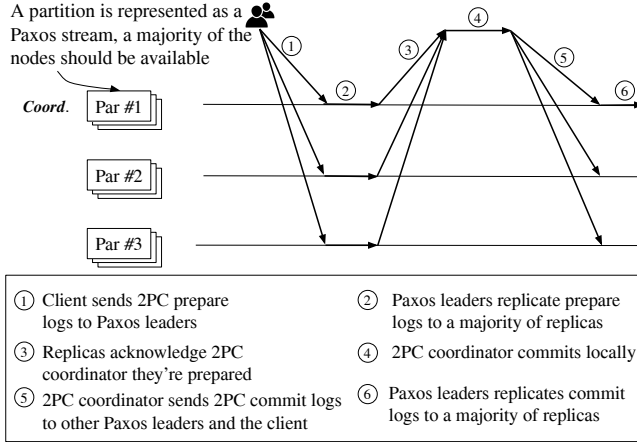 A partition is represented as a
Paxos stream, a majority of the
nodes should be available
④
① ③ ⑤
② ⑥
Coord. Par #1
Par #2
Par #3
① Client sends 2PC prepare
logs to Paxos leaders
② Paxos leaders replicate prepare
logs to a majority of replicas
③ Replicas acknowledge 2PC
coordinator they're prepared
④ 2PC coordinator commits locally
⑤ 2PC coordinator sends 2PC commit logs
to other Paxos leaders and the client
⑥ Paxos leaders replicates commit
logs to a majority of replicas